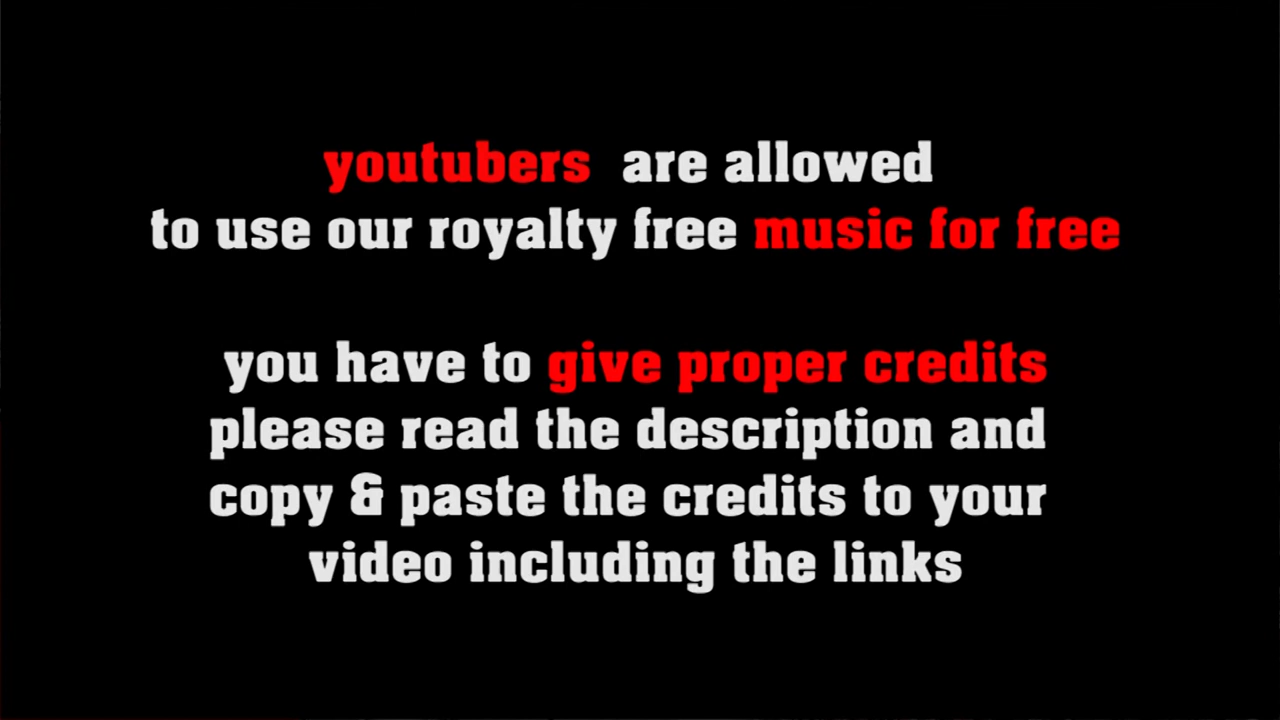 youtubers are allowed
to use our royalty free music for free
you have to give proper credits
please read the description and
copy & paste the credits to your
video including the links